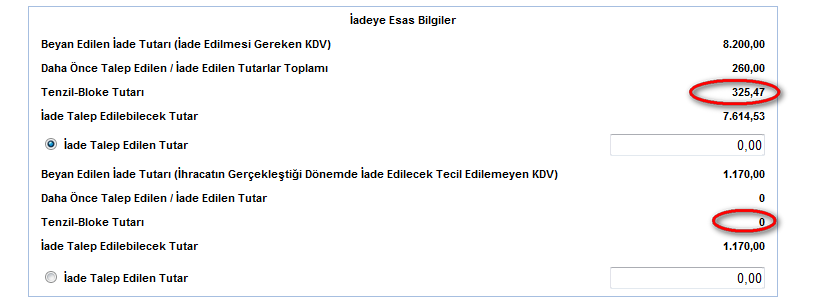 İadeye Esas Bilgiler
Beyan Edilen İade Tutarı (İade Edilmesi Gereken KDV) 8.200,00
Daha Önce Talep Edilen / İade Edilen Tutarlar Toplamı 260,00
Tenzil-Bloke Tutarı 325,47
İade Talep Edilebilecek Tutar 7.614,53
İade Talep Edilen Tutar 0,00
Beyan Edilen İade Tutarı (İhracatın Gerçekleştiği Dönemde İade Edilecek Tecil Edilemeyen KDV) 1.170,00
Daha Önce Talep Edilen / İade Edilen Tutar 0
Tenzil-Bloke Tutarı 0
İade Talep Edilebilecek Tutar 1.170,00
İade Talep Edilen Tutar 0,00